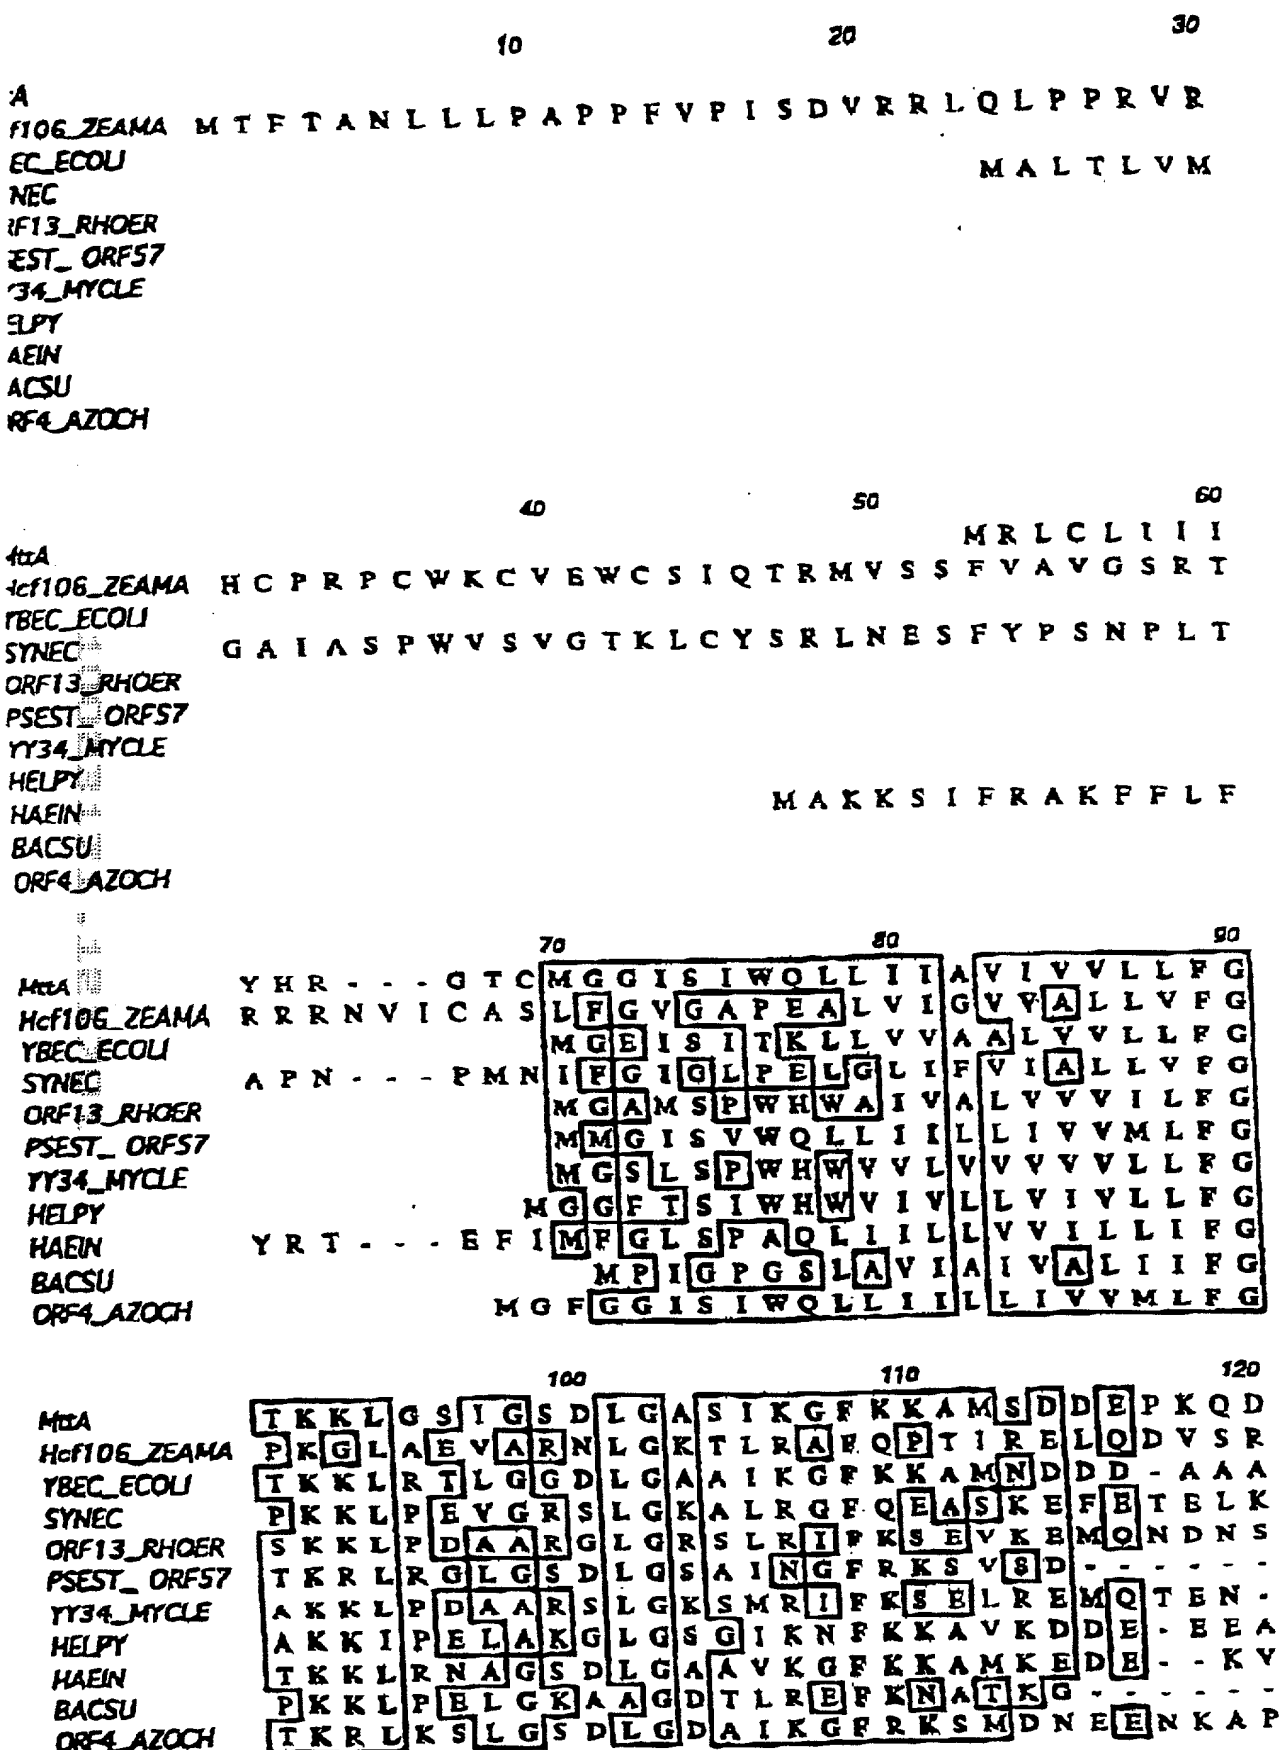 10 20 30
:A
f106_ZEAMA M T F T A N L L L P A P P F V P I S D V R R L Q L P P R V R
EC_ECOLI
NEC M A L T L V M
RF13_RHOER
EST_ ORF57
34_MYCLE
ELPY
AEIN
ACSU
RF4_AZOCH
40 50 60
MttA M R L C L I I I
Hcf106_ZEAMA H C P R P C W K C V E W C S I Q T R M V S S F V A V G S R T
YBEC_ECOLI
SYNEC G A I A S P W V S V G T K L C Y S R L N E S F Y P S N P L T
ORF13_RHOER
PSEST_ ORF57
YY34_MYCLE
HELPY
HAEIN M A K K S I F R A K F F L F
BACSU
ORF4_AZOCH
70 80 90
MttA Y H R - - - G T C M G G I S I W Q L L I I A V I V V L L F G
Hcf106_ZEAMA R R R N V I C A S L F G V G A P E A L V I G V V A L L V F G
YBEC_ECOLI M G E I S I T K L L V V A A L V V L L F G
SYNEC A P N - - - P M N I F G I G L P E L G L I F V I A L L V F G
ORF13_RHOER M G A M S P W H W A I V A L V V V I L F G
PSEST_ ORF57 M M G I S V W Q L L I I L L I V V M L F G
YY34_MYCLE M G S L S P W H W V V L V V V V V L L F G
HELPY M G G F T S I W H W V I V L L V I V L L F G
HAEIN Y R T - - - E F I M F G L S P A Q L I I L L V V I L L I F G
BACSU M P I G P G S L A V I A I V A L I I F G
ORF4_AZOCH M G F G G I S I W Q L L I I L L I V V M L F G
100 110 120
MttA T K K L G S I G S D L G A S I K G F K K A M S D D E P K Q D
Hcf106_ZEAMA P K G L A E V A R N L G K T L R A F Q P T I R E L Q D V S R
YBEC_ECOLI T K K L R T L G G D L G A A I K G F K K A M N D D D - A A A
SYNEC P K K L P E V G R S L G K A L R G F Q E A S K E F E T E L K
ORF13_RHOER S K K L P D A A R G L G R S L R I F K S E V K E M Q N D N S
PSEST_ ORF57 T K R L R G L G S D L G S A I N G F R K S V S D - - - - - -
YY34_MYCLE A K K L P D A A R S L G K S M R I F K S E L R E M Q T E N -
HELPY A K K I P E L A K G L G S G I K N F K K A V K D D E - E E A
HAEIN T K K L R N A G S D L G A A V K G F K K A M K E D E - - K V
BACSU P K K L P E L G K A A G D T L R E F K N A T K G - - - - - -
ORF4_AZOCH T K R L K S L G S D L G D A I K G F R K S M D N E E N K A P